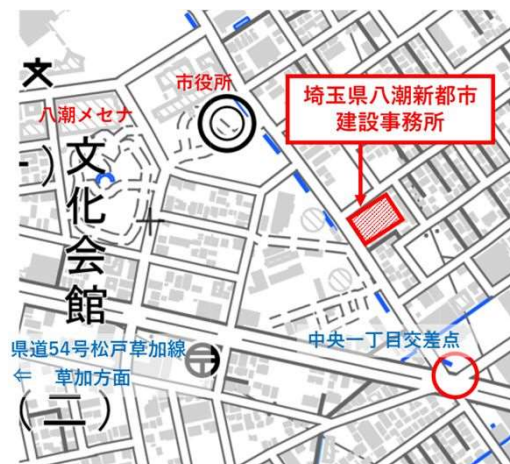 文
市役所
埼玉県八潮新都市
建設事務所
八潮メセナ
文化会館
(一)
中央一丁目交差点
県道54号松戸草加線
⇐ 草加方面
(二)